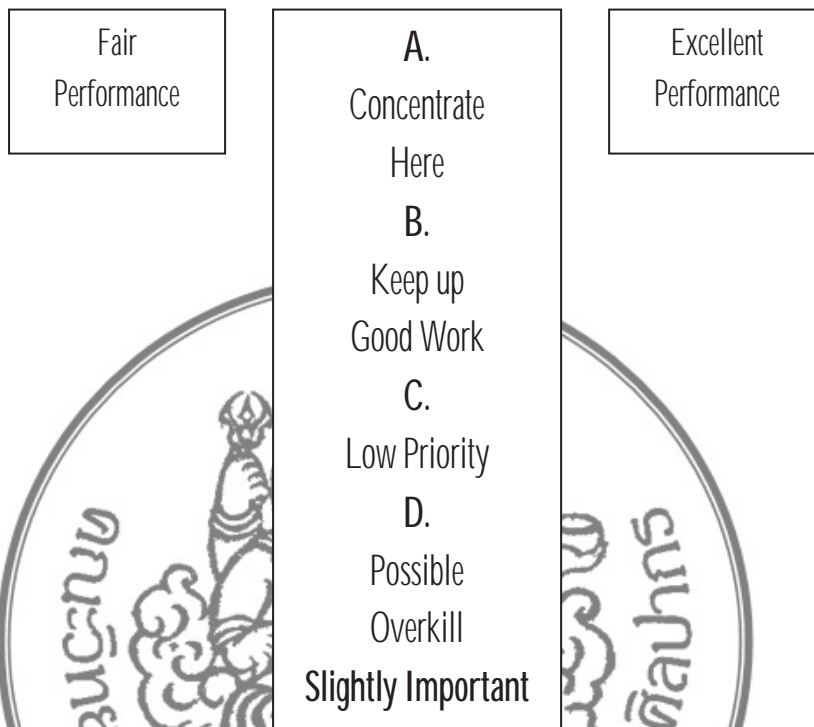 Fair
Performance
A.
Concentrate
Here
B.
Keep up
Good Work
C.
Low Priority
D.
Possible
Overkill
Slightly Important
Excellent
Performance